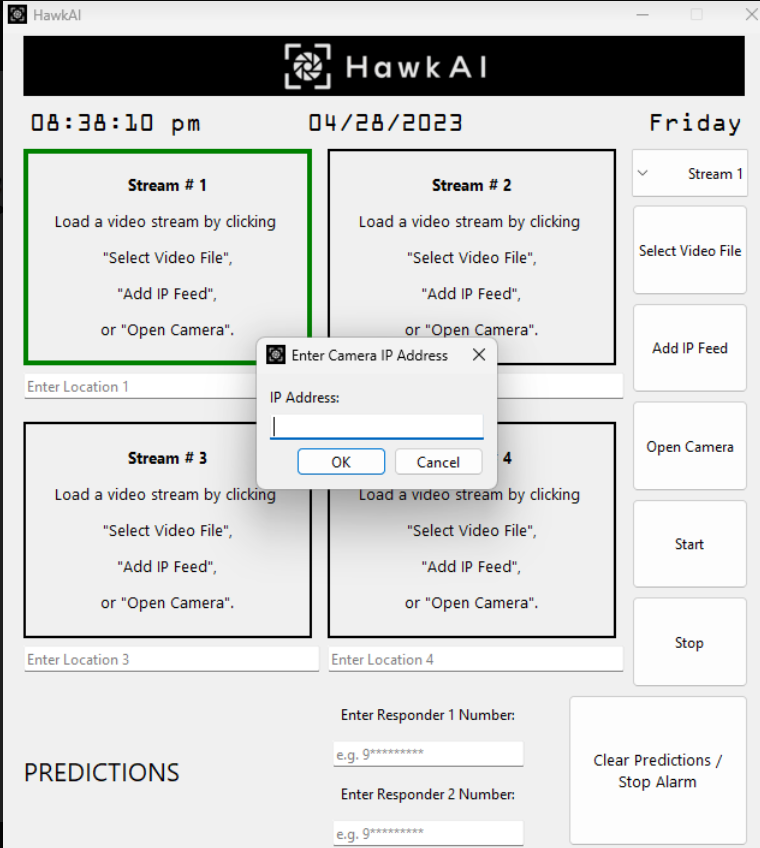 HawkAI
HawkAI
08:38:10 pm
04/28/2023
Friday
Stream # 1
Load a video stream by clicking
"Select Video File",
"Add IP Feed",
or "Open Camera".
Enter Location 1
Stream # 2
Load a video stream by clicking
"Select Video File",
"Add IP Feed",
or "Open Camera".
Stream 1
Select Video File
Add IP Feed
Open Camera
Start
Stop
Enter Camera IP Address
IP Address:
OK
Cancel
Stream # 3
Load a video stream by clicking
"Select Video File",
"Add IP Feed",
or "Open Camera".
Enter Location 3
4
Load a video stream by clicking
"Select Video File",
"Add IP Feed",
or "Open Camera".
Enter Location 4
PREDICTIONS
Enter Responder 1 Number:
e.g. 9*********
Enter Responder 2 Number:
e.g. 9*********
Clear Predictions /
Stop Alarm